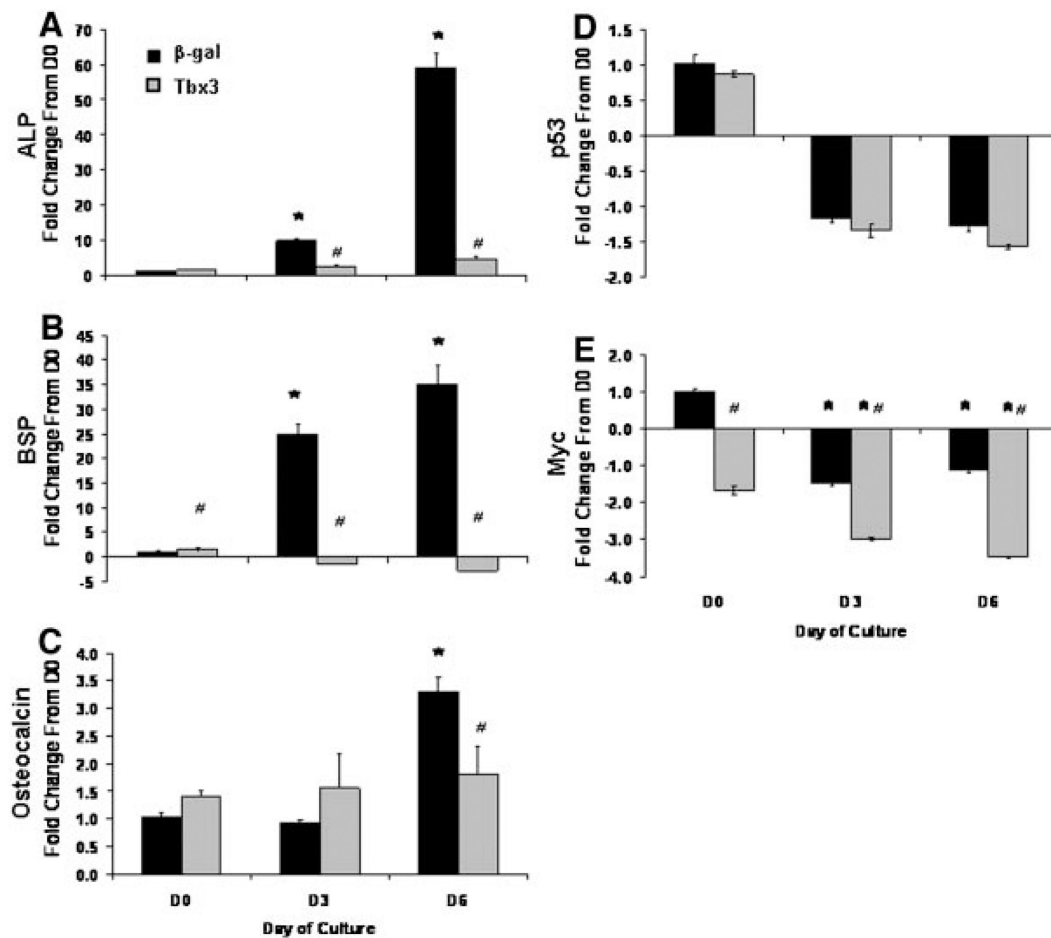 A
ALP
Fold Change From D0
70
60
50
40
30
20
10
0
β-gal
Tbx3
*
#
*
#
B
BSP
Fold Change From D0
45
40
35
30
25
20
15
10
5
0
-5
#
*
#
*
#
C
Osteocalcin
Fold Change From D0
4.0
3.5
3.0
2.5
2.0
1.5
1.0
0.5
0.0
*
#
D0 D3 D6
Day of Culture
D
p53
Fold Change From D0
1.5
1.0
0.5
0.0
-0.5
-1.0
-1.5
-2.0
E
Myc
Fold Change From D0
2.0
1.0
0.0
-1.0
-2.0
-3.0
-4.0
#
* * #
* * #
D0 D3 D6
Day of Culture